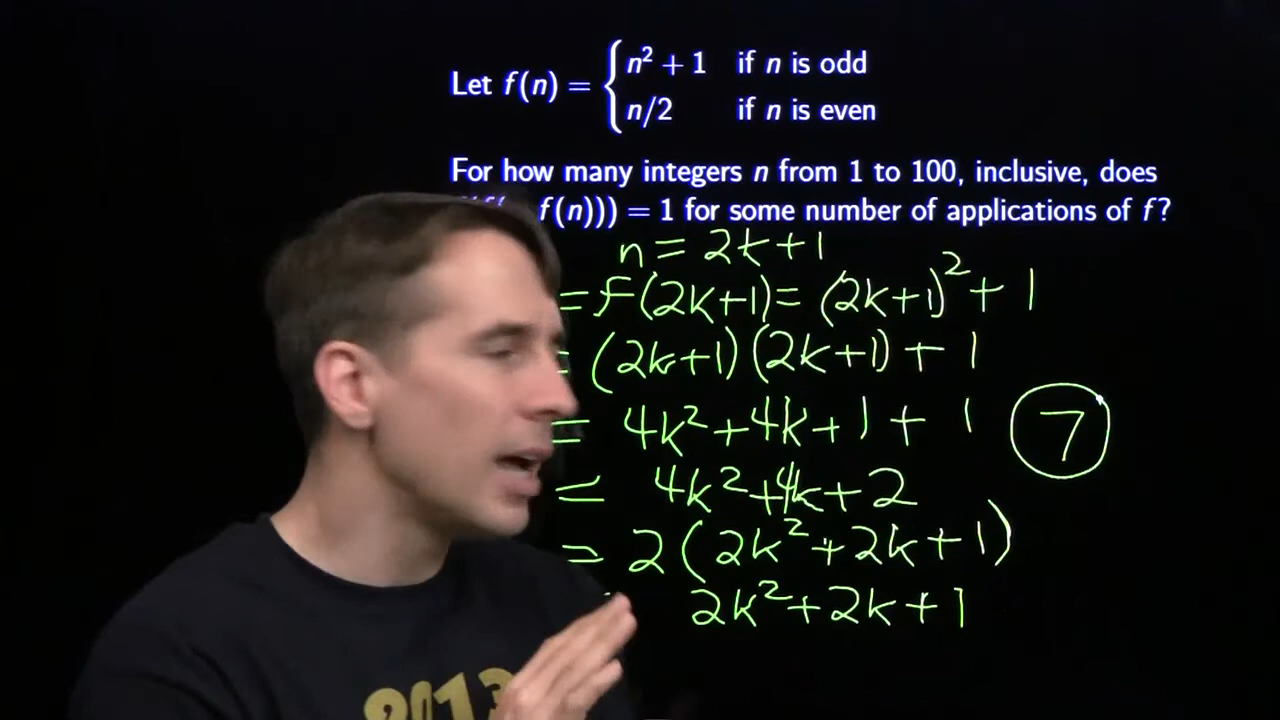 Let f(n) = { n² + 1 if n is odd
n/2 if n is even
For how many integers n from 1 to 100, inclusive, does
f(n))) = 1 for some number of applications of f?
n = 2k+1
= f(2k+1) = (2k+1)² + 1
= (2k+1)(2k+1) + 1
= 4k² + 4k + 1 + 1
7
= 4k² + 4k + 2
= 2(2k² + 2k + 1)
2k² + 2k + 1
2013